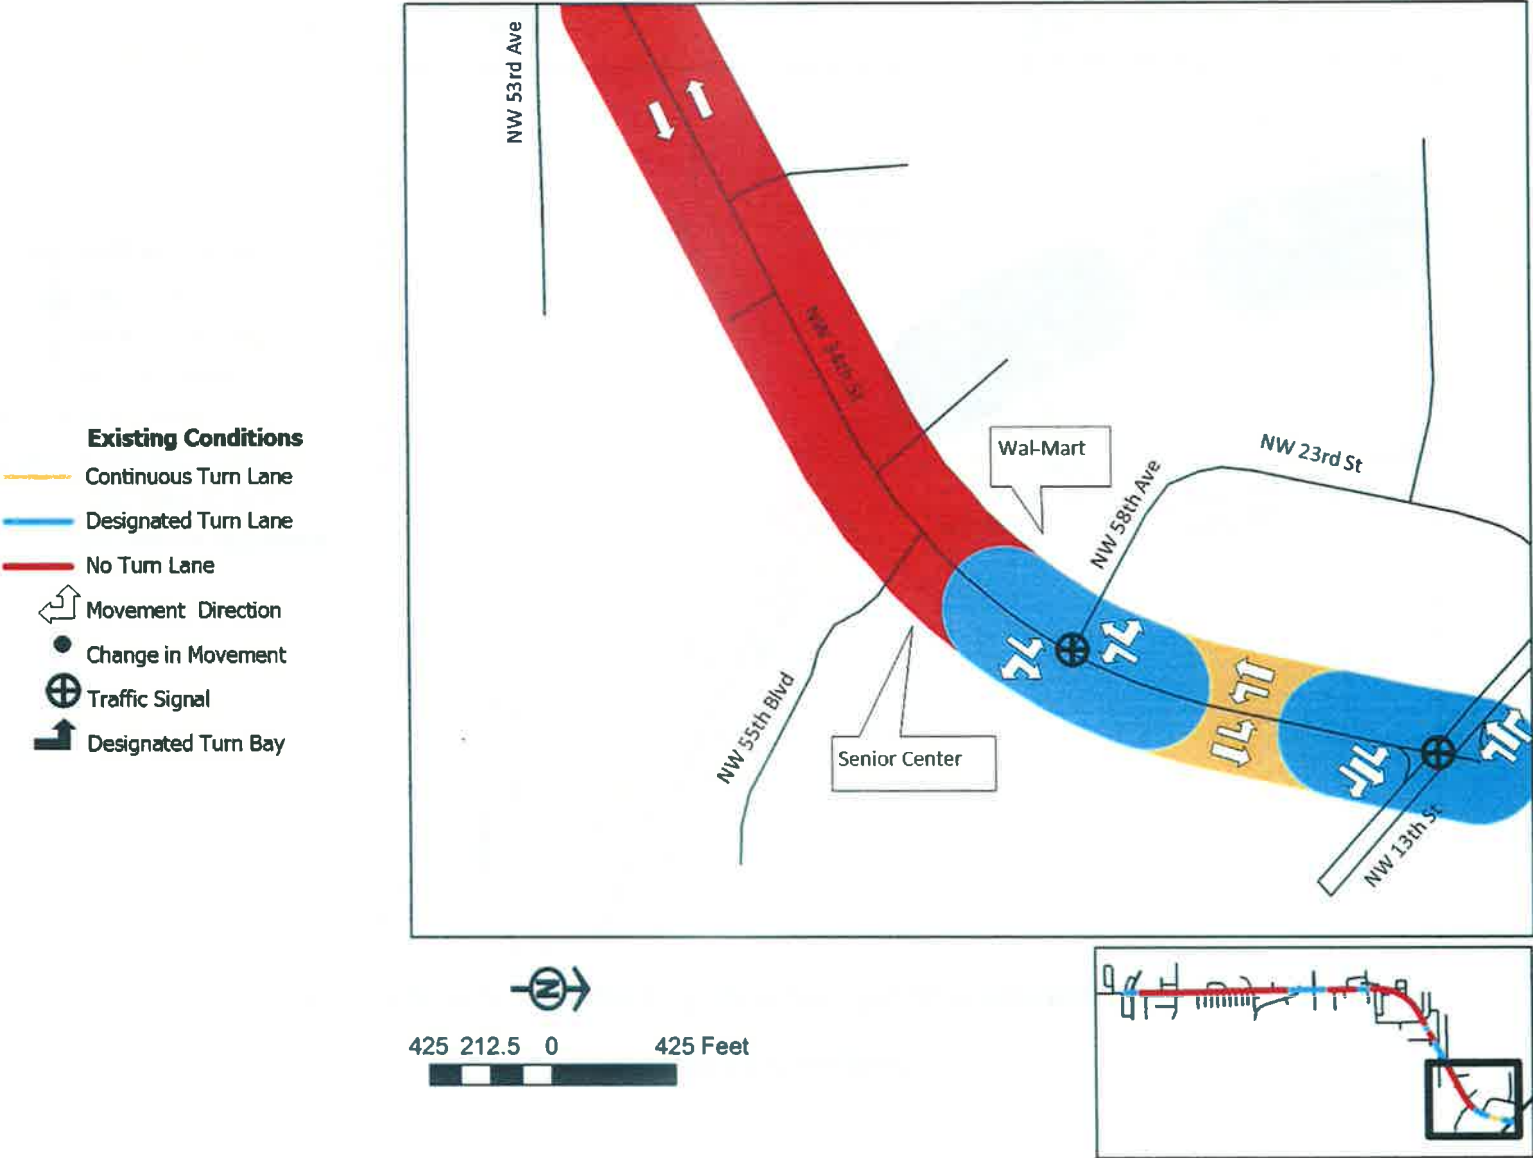 NW 53rd Ave
NW 34th St
Wal-Mart
NW 58th Ave
NW 23rd St
Existing Conditions
Continuous Turn Lane
Designated Turn Lane
No Turn Lane
Movement Direction
Change in Movement
Traffic Signal
Designated Turn Bay
NW 55th Blvd
Senior Center
NW 13th St
N
425 212.5 0 425 Feet